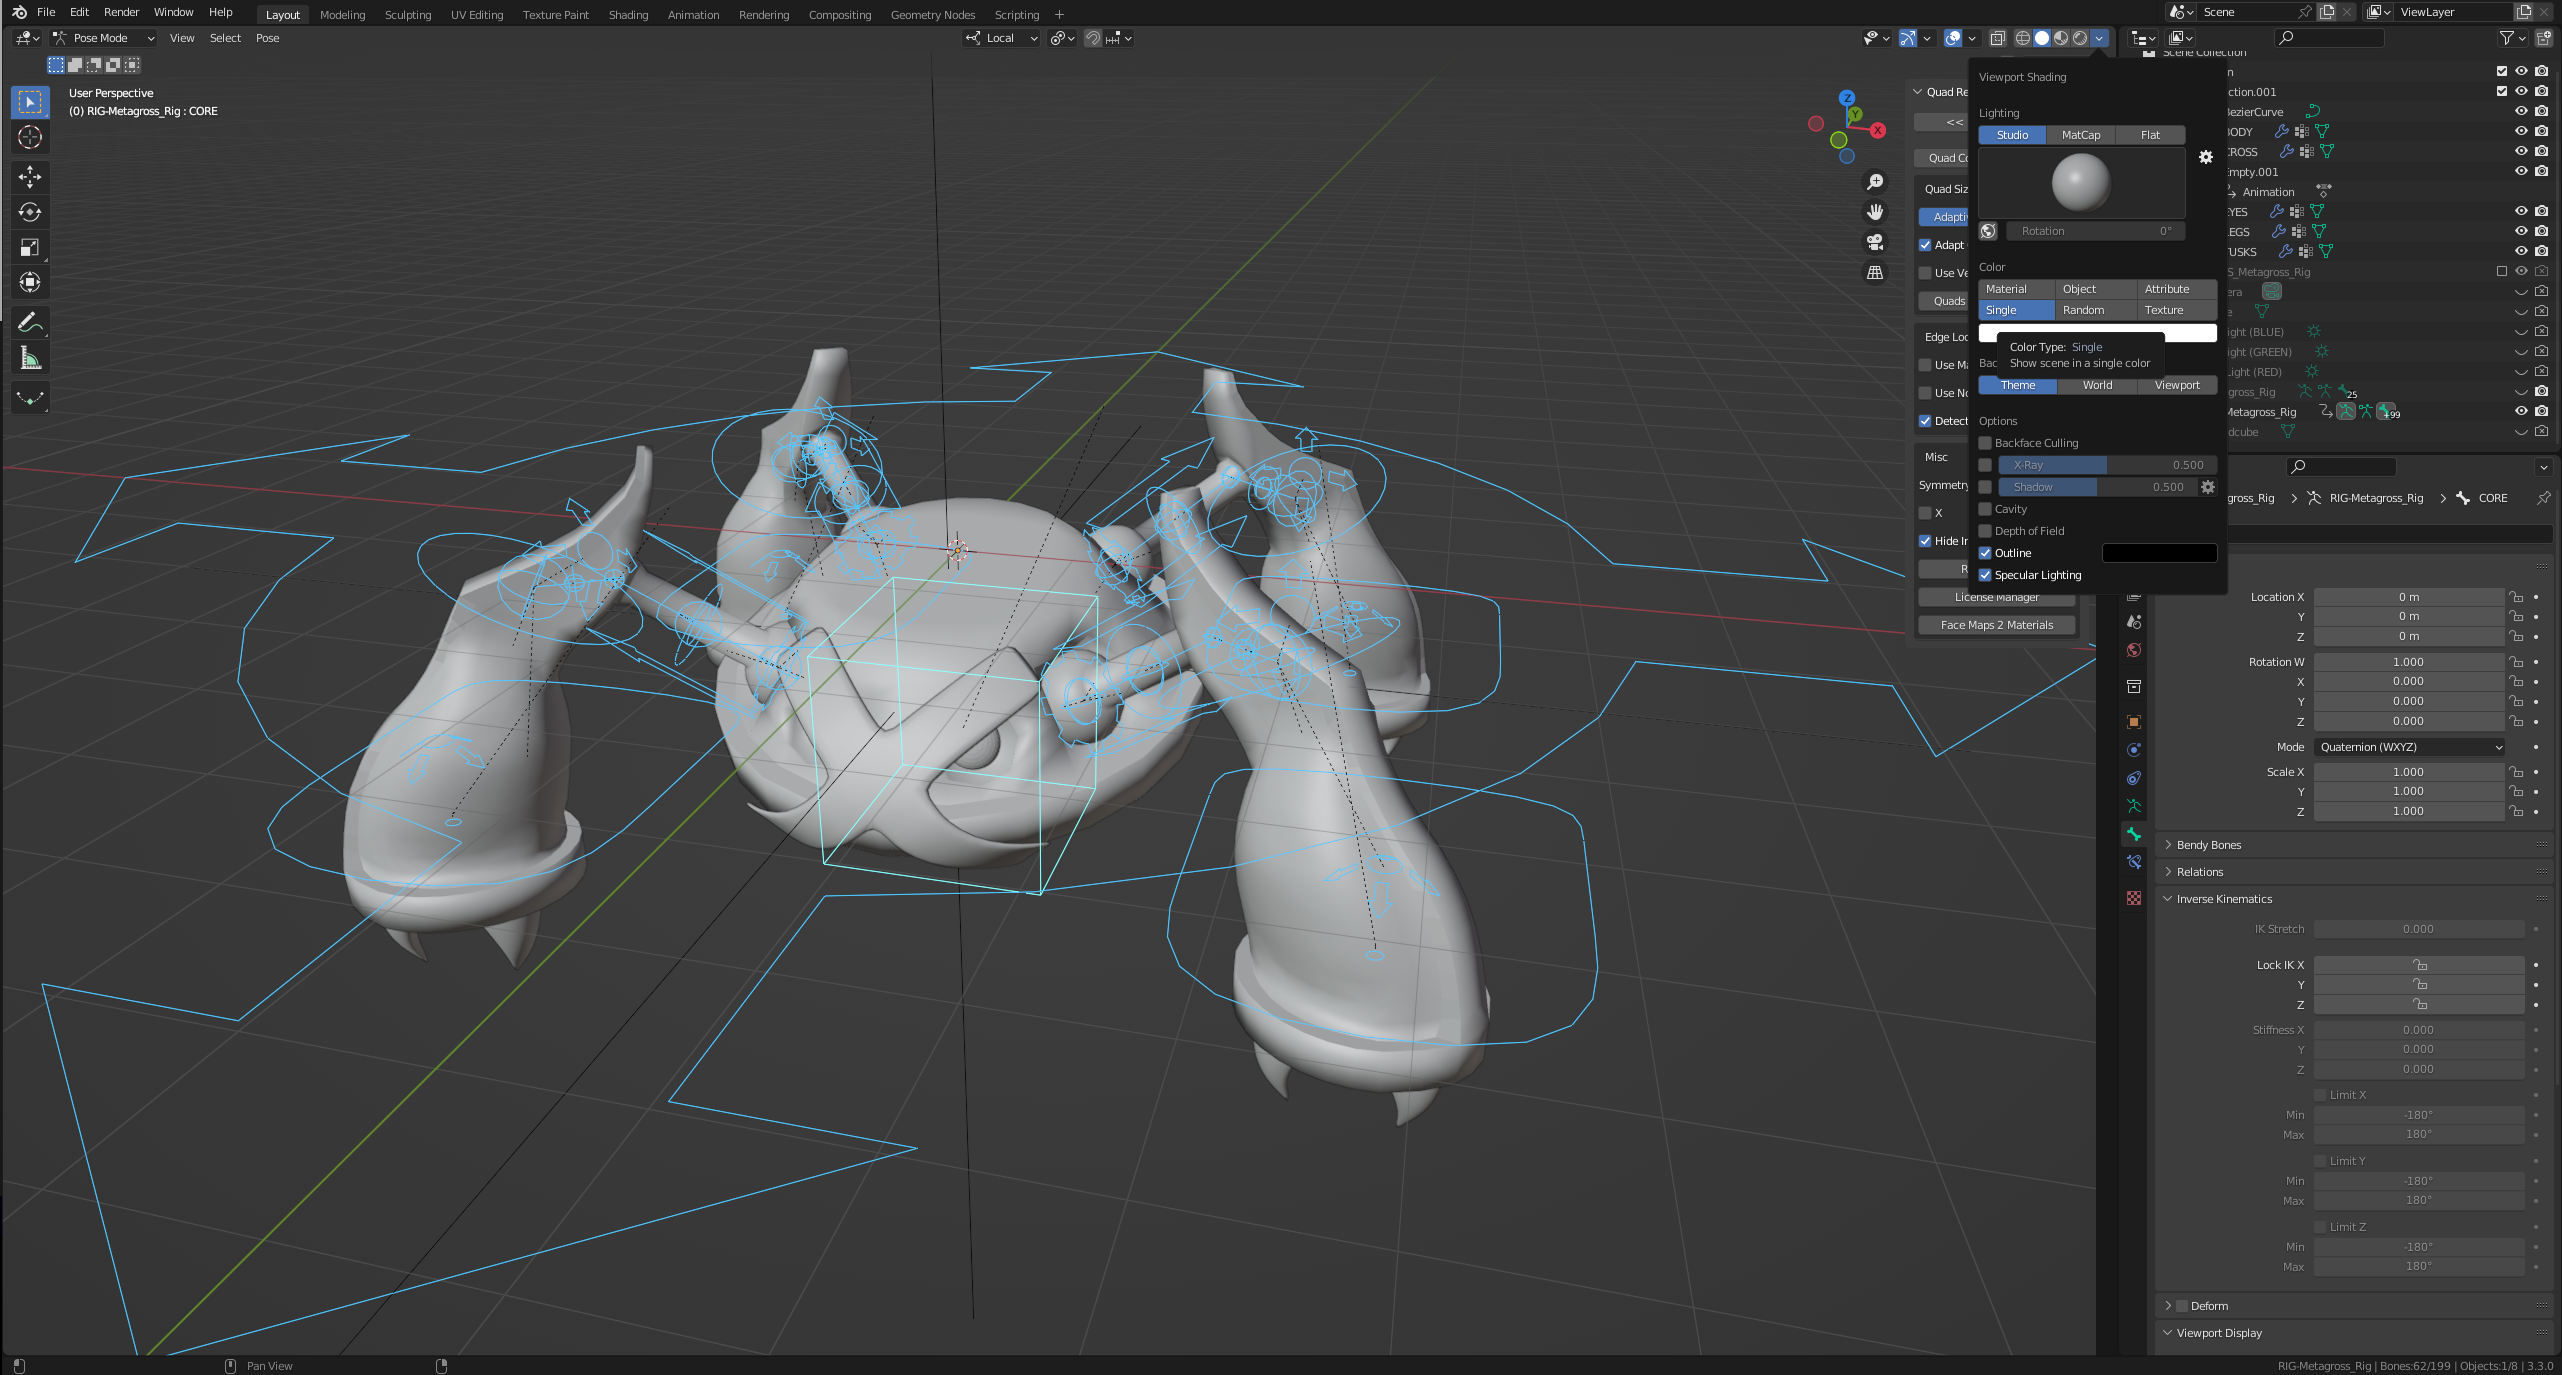 File Edit Render Window Help Layout Modeling Sculpting UV Editing Texture Paint Shading Animation Rendering Compositing Geometry Nodes Scripting + Scene ViewLayer
Pose Mode View Select Pose Local
User Perspective
(0) RIG-Metagross_Rig : CORE
Z
Y
X
Quad Re
<<
Quad Co
Quad Siz
Adapti
Adapt
Use Ve
Quads
Edge Loo
Use Ma
Use No
Detect
Misc
Symmetry
X
Hide In
R
License Manager
Face Maps 2 Materials
Viewport Shading
Lighting
Studio MatCap Flat
Rotation 0°
Color
Material Object Attribute
Single Random Texture
Color Type: Single
Show scene in a single color
Bac
Theme World Viewport
Options
Backface Culling
X-Ray 0.500
Shadow 0.500
Cavity
Depth of Field
Outline
Specular Lighting
Scene Collection
n
ction.001
BezierCurve
BODY
CROSS
Empty.001
Animation
EYES
LEGS
TUSKS
S_Metagross_Rig
era
e
ight (BLUE)
ight (GREEN)
Light (RED)
gross_Rig 25
Metagross_Rig +99
dcube
gross_Rig > RIG-Metagross_Rig > CORE
Location X 0 m
Y 0 m
Z 0 m
Rotation W 1.000
X 0.000
Y 0.000
Z 0.000
Mode Quaternion (WXYZ)
Scale X 1.000
Y 1.000
Z 1.000
Bendy Bones
Relations
Inverse Kinematics
IK Stretch 0.000
Lock IK X
Y
Z
Stiffness X 0.000
Y 0.000
Z 0.000
Limit X
Min -180°
Max 180°
Limit Y
Min -180°
Max 180°
Limit Z
Min -180°
Max 180°
Deform
Viewport Display
Pan View
RIG-Metagross_Rig | Bones:62/199 | Objects:1/8 | 3.3.0